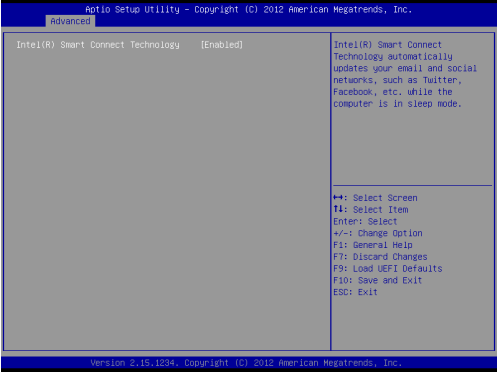 Aptio Setup Utility – Copyright (C) 2012 American Megatrends, Inc.
Advanced
Intel(R) Smart Connect Technology [Enabled]
Intel(R) Smart Connect
Technology automatically
updates your email and social
networks, such as Twitter,
Facebook, etc. while the
computer is in sleep mode.
↔: Select Screen
↑↓: Select Item
Enter: Select
+/-: Change Option
F1: General Help
F7: Discard Changes
F9: Load UEFI Defaults
F10: Save and Exit
ESC: Exit
Version 2.15.1234. Copyright (C) 2012 American Megatrends, Inc.